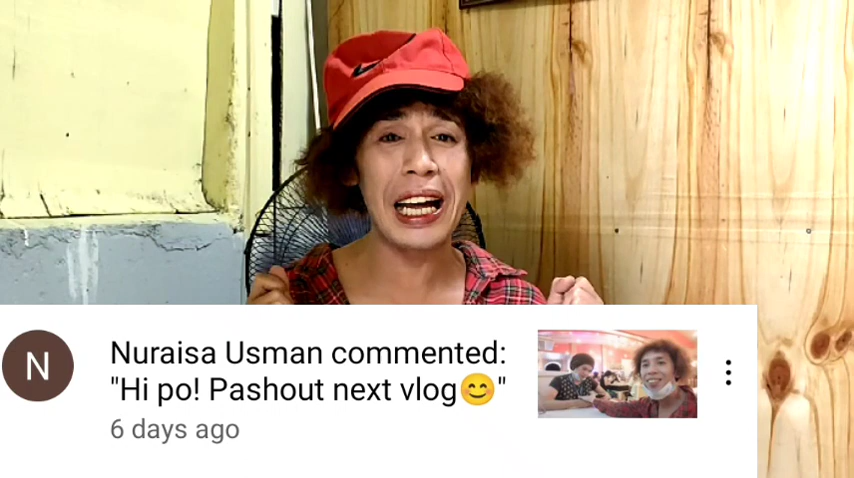 N
Nuraisa Usman commented:
"Hi po! Pashout next vlog😊"
6 days ago